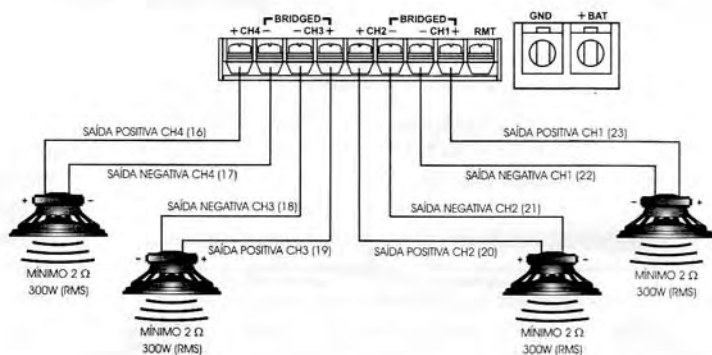 BRIDGED BRIDGED
+ CH4 − − CH3 + + CH2 − − CH1 + RMT
GND + BAT
SAÍDA POSITIVA CH4 (16)
SAÍDA NEGATIVA CH4 (17)
SAÍDA NEGATIVA CH3 (18)
SAÍDA POSITIVA CH3 (19)
SAÍDA POSITIVA CH1 (23)
SAÍDA NEGATIVA CH1 (22)
SAÍDA NEGATIVA CH2 (21)
SAÍDA POSITIVA CH2 (20)
+ −
MÍNIMO 2 Ω
300W (RMS)
− +
MÍNIMO 2 Ω
300W (RMS)
− +
MÍNIMO 2 Ω
300W (RMS)
− +
MÍNIMO 2 Ω
300W (RMS)